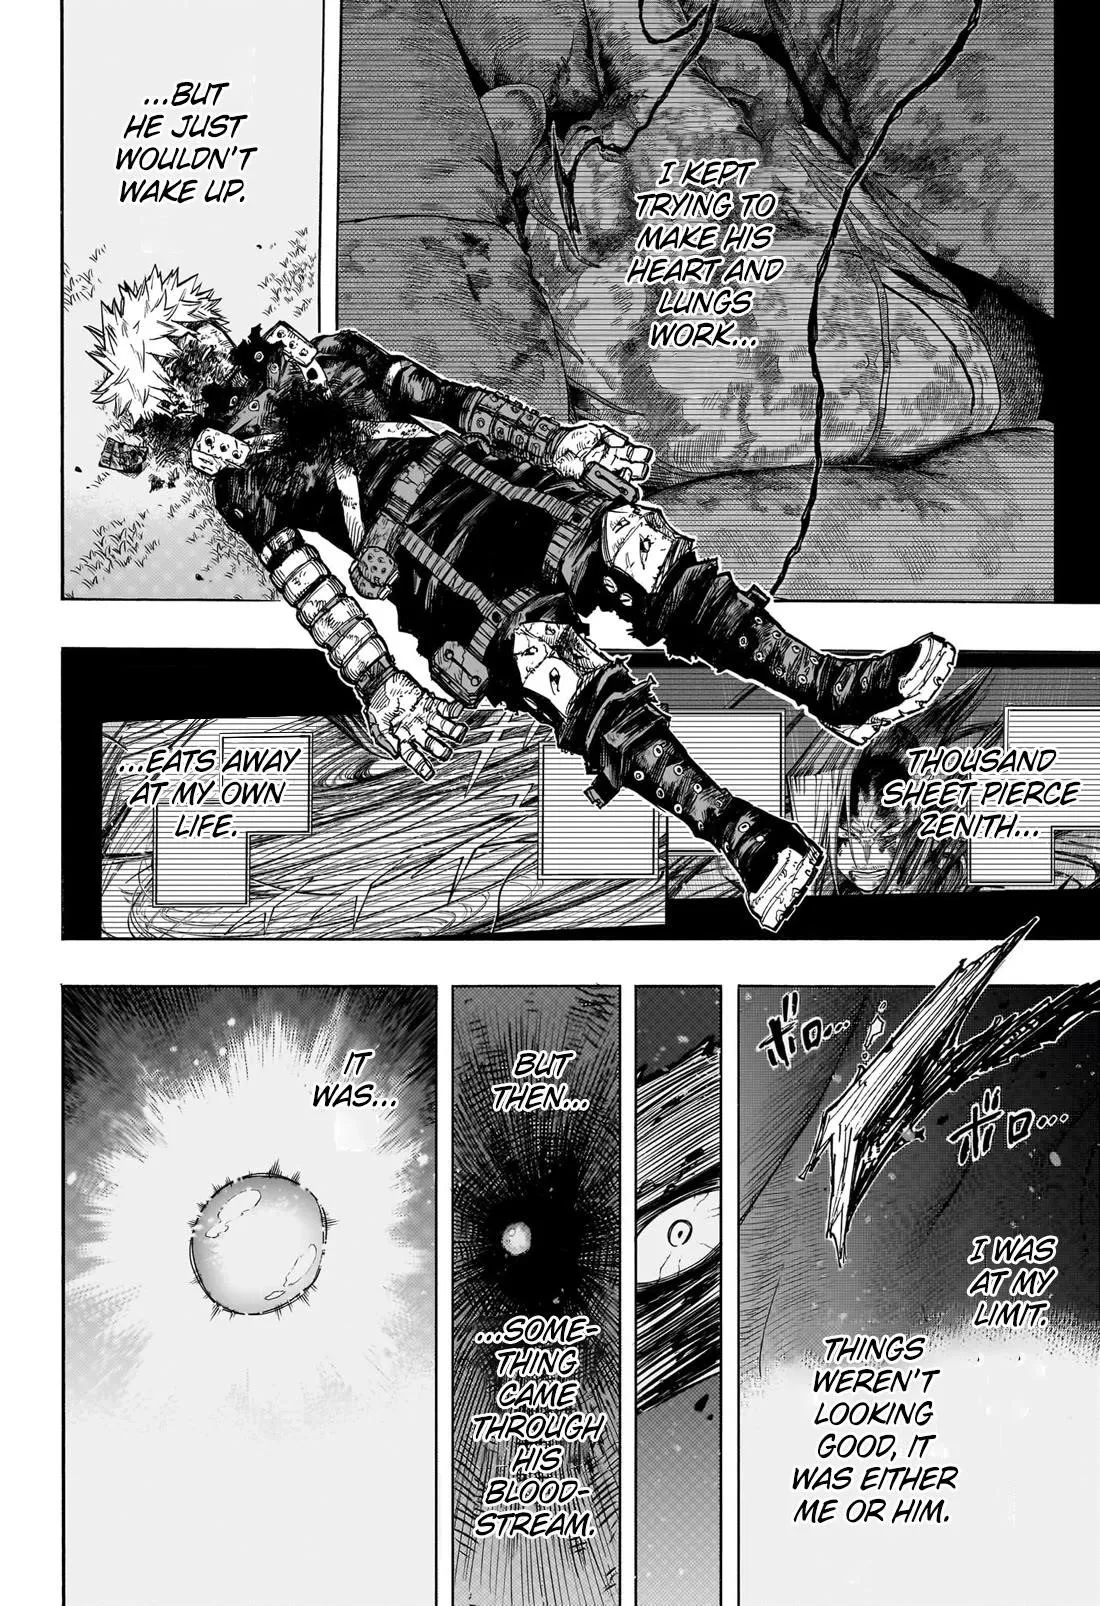 I KEPT
TRYING TO
MAKE HIS
HEART AND
LUNGS
WORK...
...BUT
HE JUST
WOULDN'T
WAKE UP.
THOUSAND
SHEET PIERCE
ZENITH...
...EATS AWAY
AT MY OWN
LIFE.
ボロ...
ボロ...
I WAS
AT MY
LIMIT.
THINGS
WEREN'T
LOOKING
GOOD, IT
WAS EITHER
ME OR HIM.
BUT
THEN...
...SOME-
THING
CAME
THROUGH
HIS
BLOOD-
STREAM.
IT
WAS...